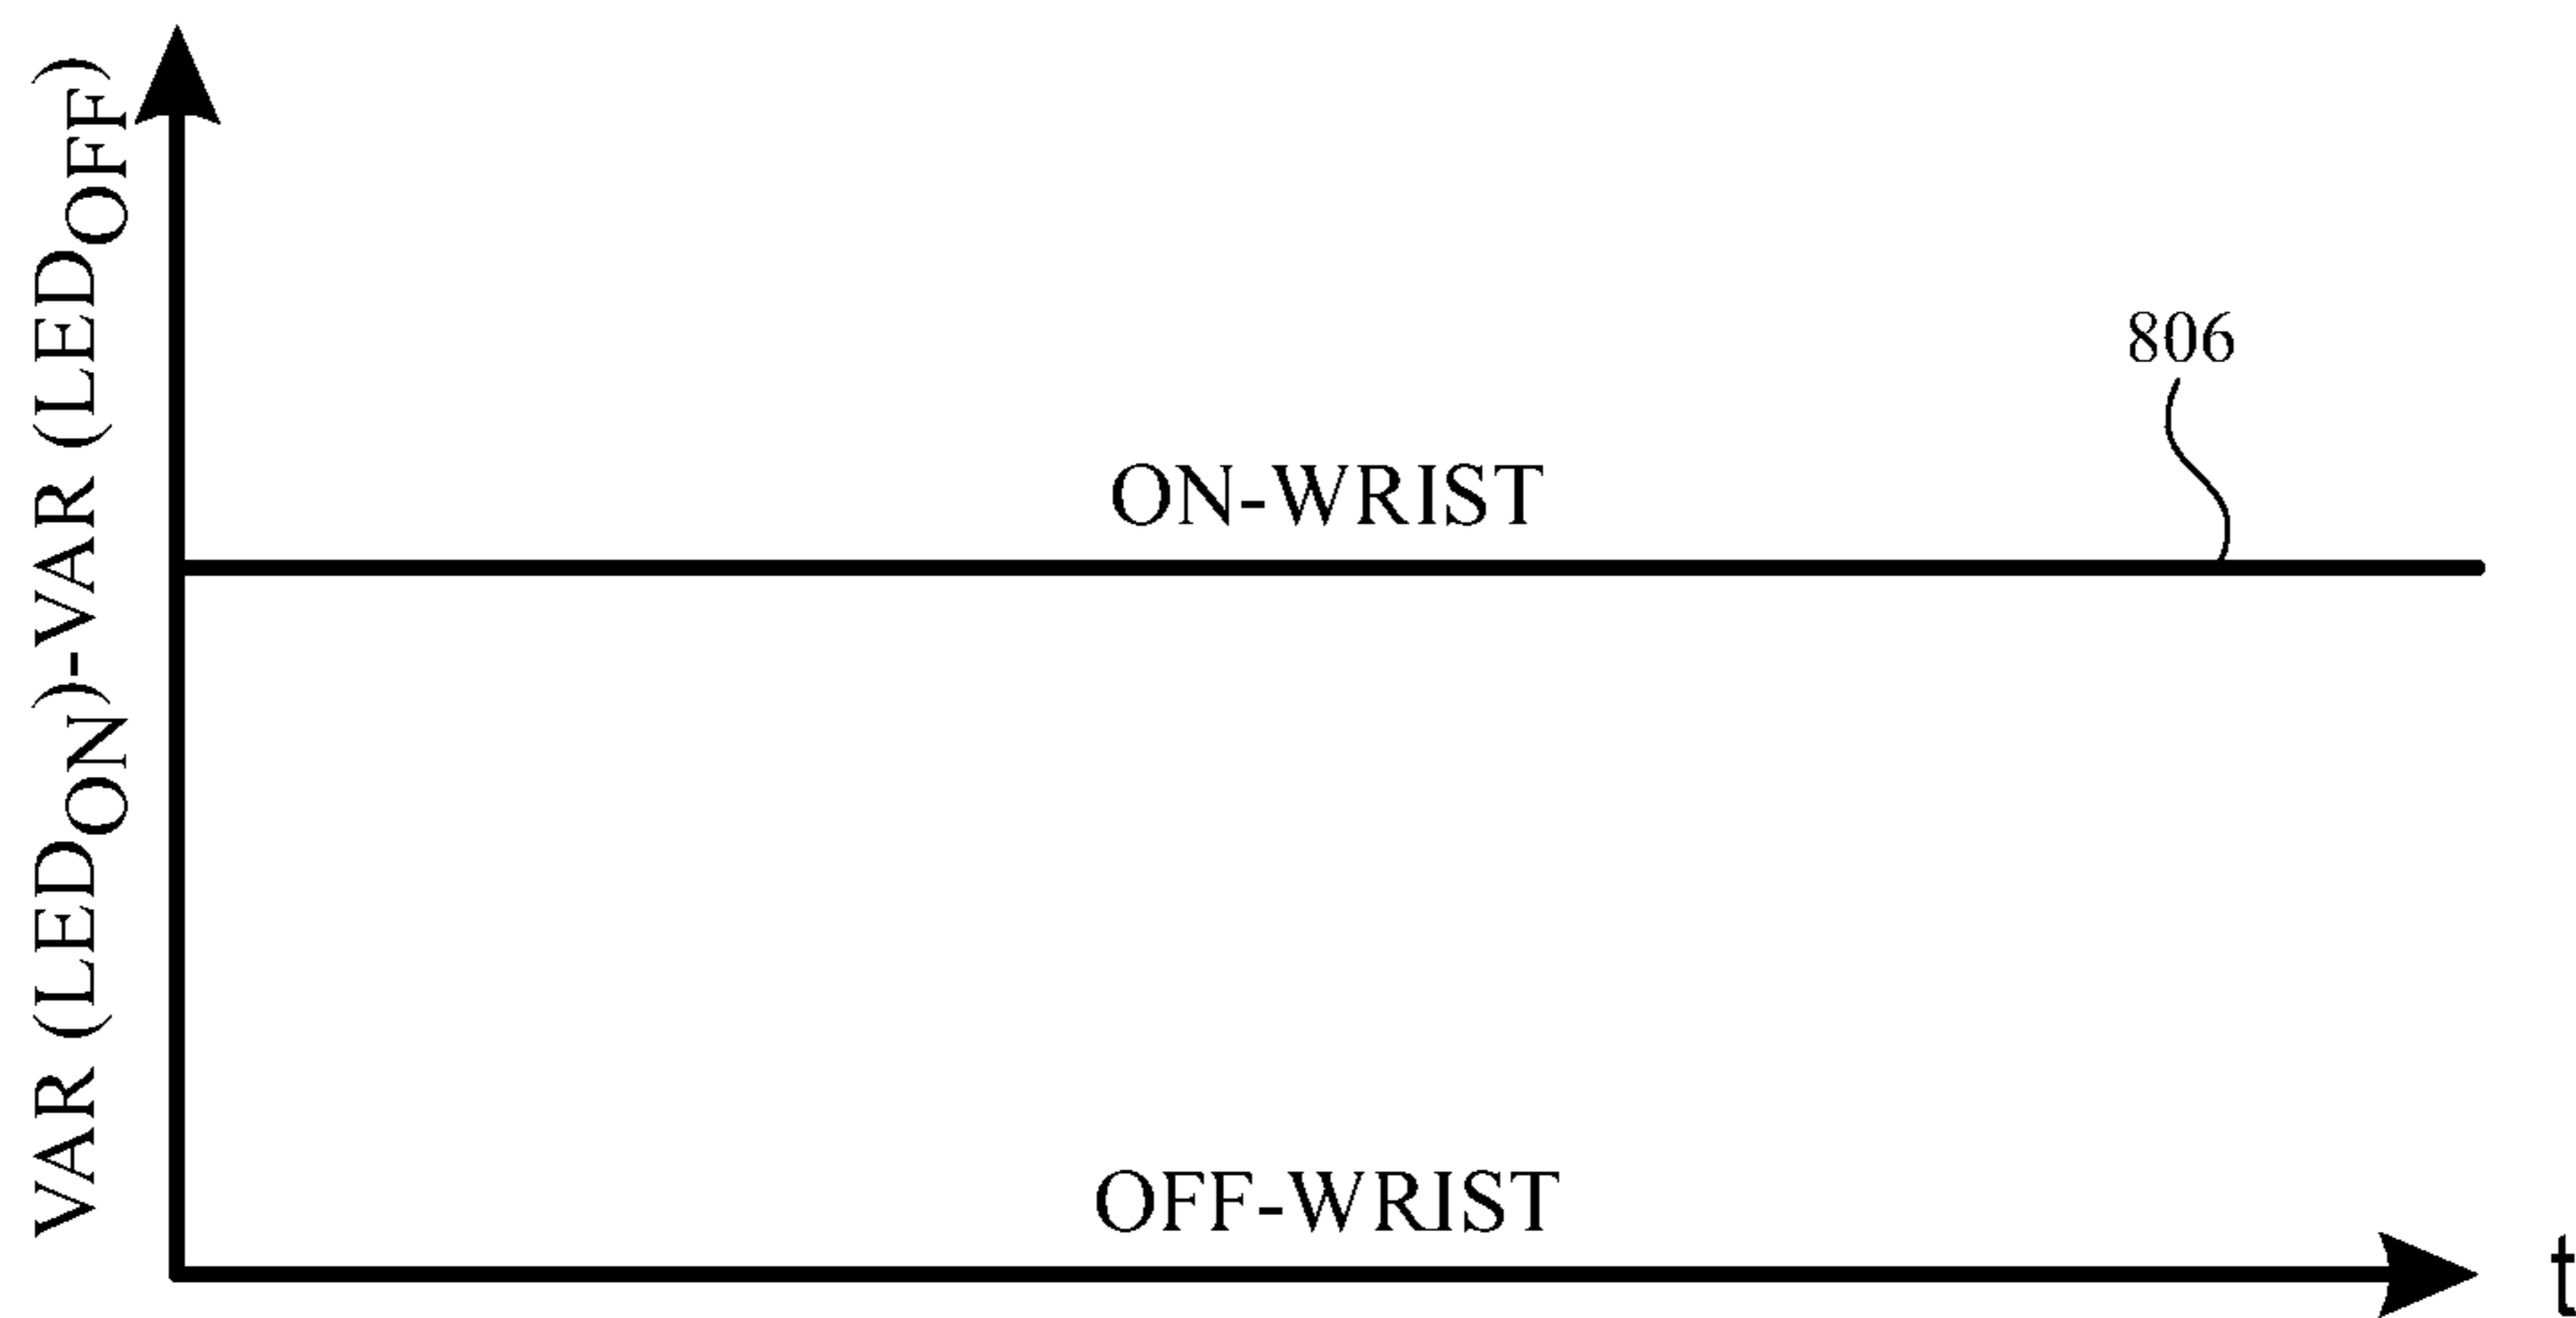 VAR (LEDON)-VAR (LEDOFF)
806
ON-WRIST
OFF-WRIST
t